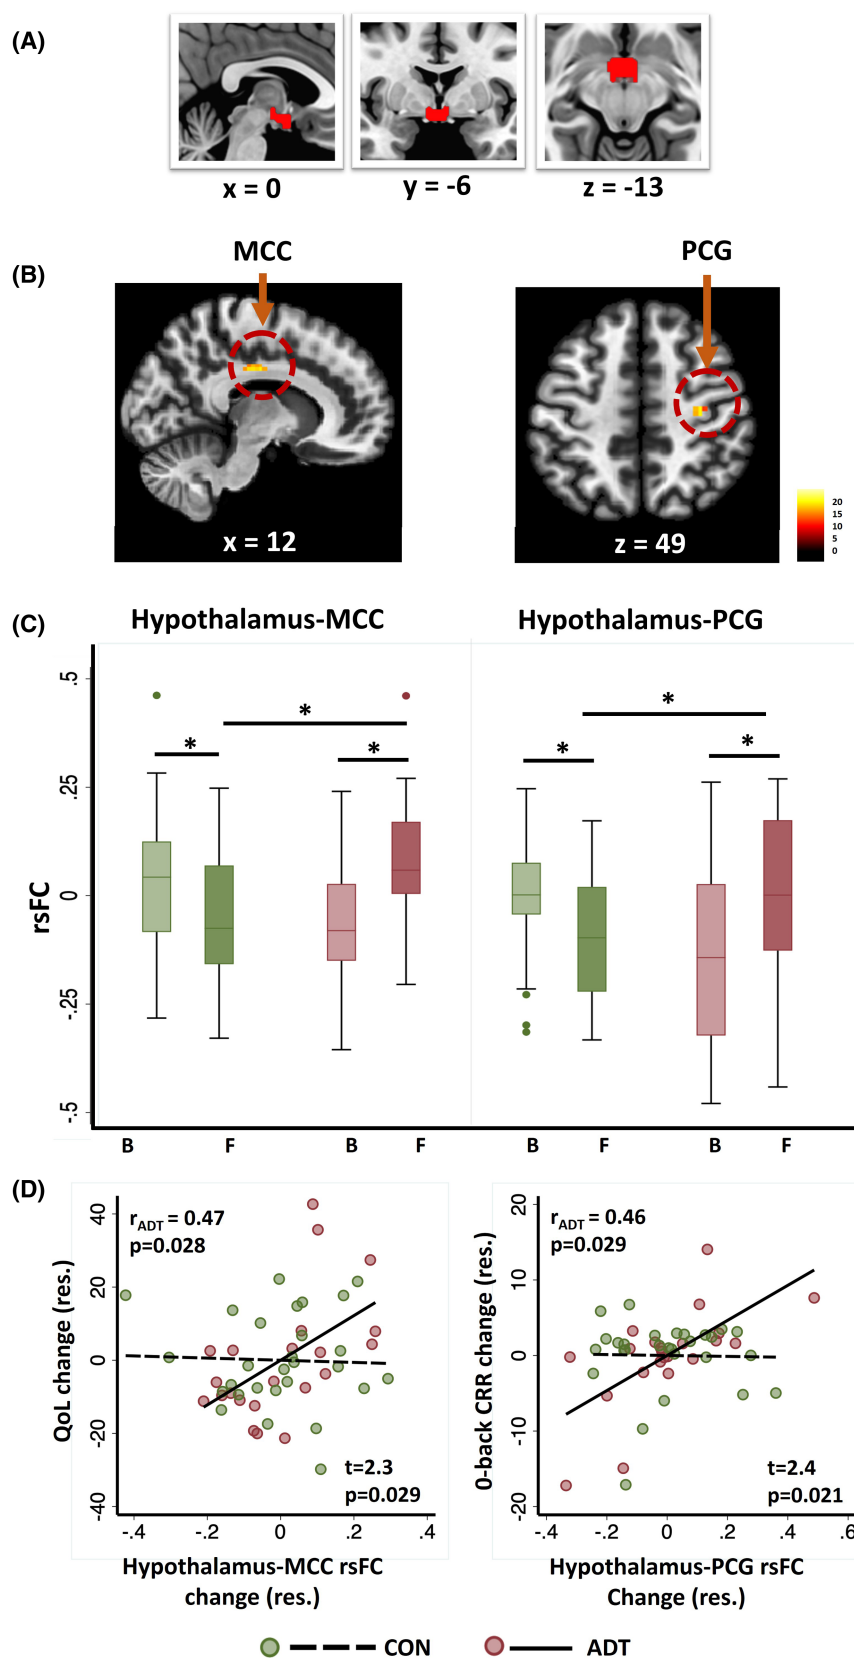 (A)
x = 0
y = -6
z = -13
(B)
MCC
PCG
x = 12
z = 49
20
15
10
5
0
(C)
Hypothalamus-MCC
Hypothalamus-PCG
rsFC
.5
.25
0
-.25
-.5
*
*
*
*
*
*
B
F
B
F
B
F
B
F
(D)
QoL change (res.)
40
20
0
-20
-40
r_ADT = 0.47
p=0.028
t=2.3
p=0.029
-.4
-.2
0
.2
.4
Hypothalamus-MCC rsFC
change (res.)
0-back CRR change (res.)
20
10
0
-10
-20
r_ADT = 0.46
p=0.029
t=2.4
p=0.021
-.4
-.2
0
.2
.4
.6
Hypothalamus-PCG rsFC
Change (res.)
CON
ADT